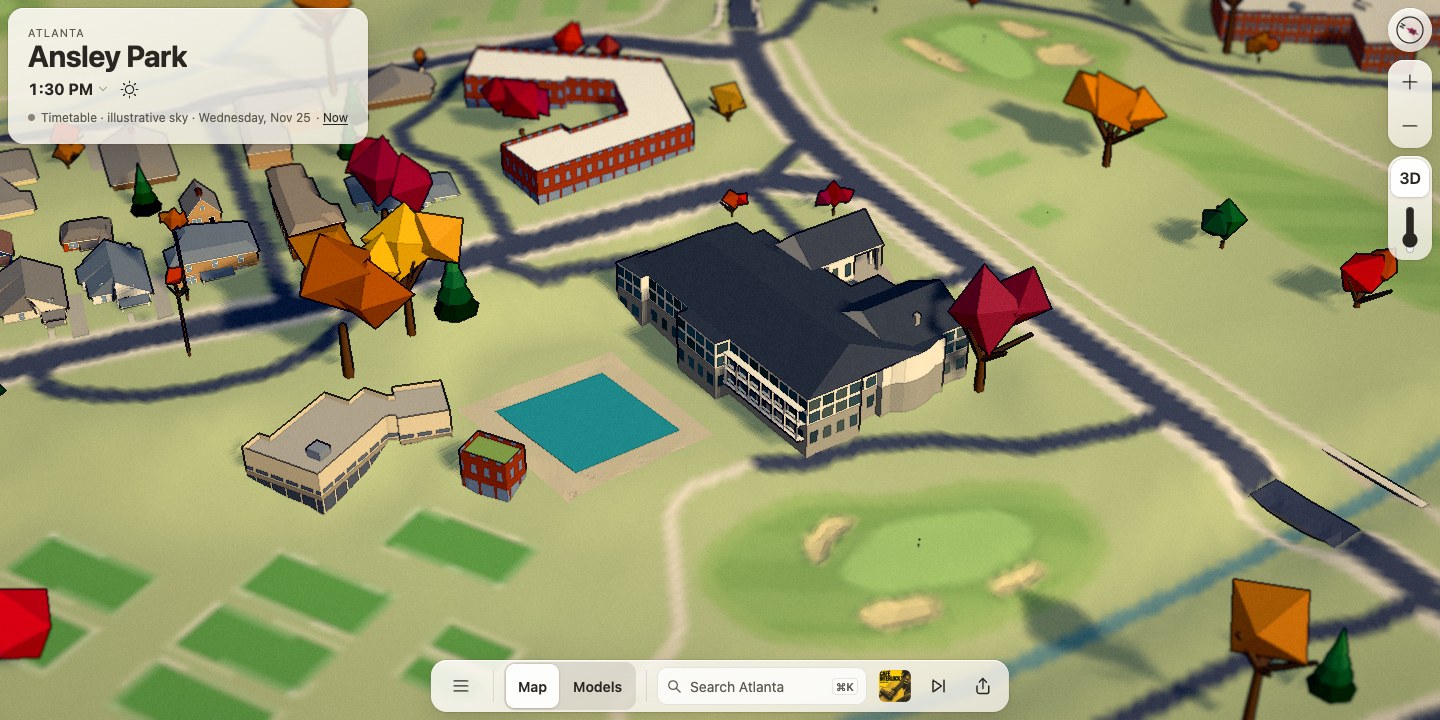 ATLANTA
Ansley Park
1:30 PM
Timetable · illustrative sky · Wednesday, Nov 25 · Now
3D
Map
Models
Search Atlanta
⌘K